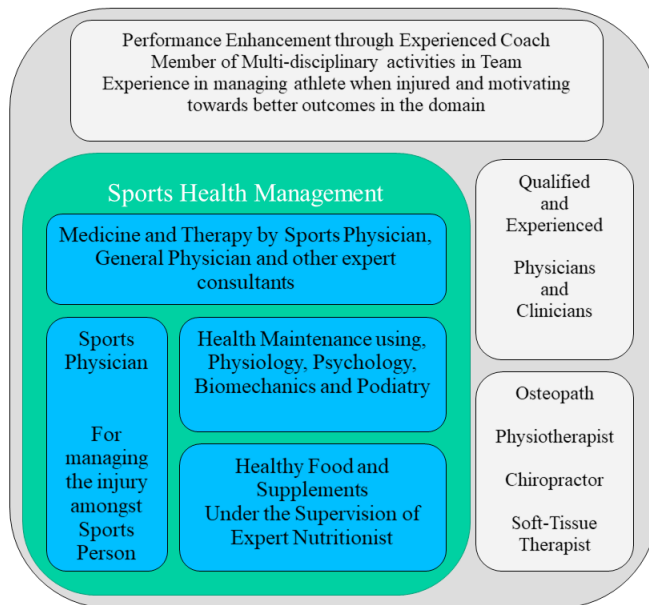 Performance Enhancement through Experienced Coach
Member of Multi-disciplinary activities in Team
Experience in managing athlete when injured and motivating
towards better outcomes in the domain
Sports Health Management
Medicine and Therapy by Sports Physician,
General Physician and other expert
consultants
Sports
Physician
For
managing
the injury
amongst
Sports
Person
Health Maintenance using,
Physiology, Psychology,
Biomechanics and Podiatry
Healthy Food and
Supplements
Under the Supervision of
Expert Nutritionist
Qualified
and
Experienced
Physicians
and
Clinicians
Osteopath
Physiotherapist
Chiropractor
Soft-Tissue
Therapist